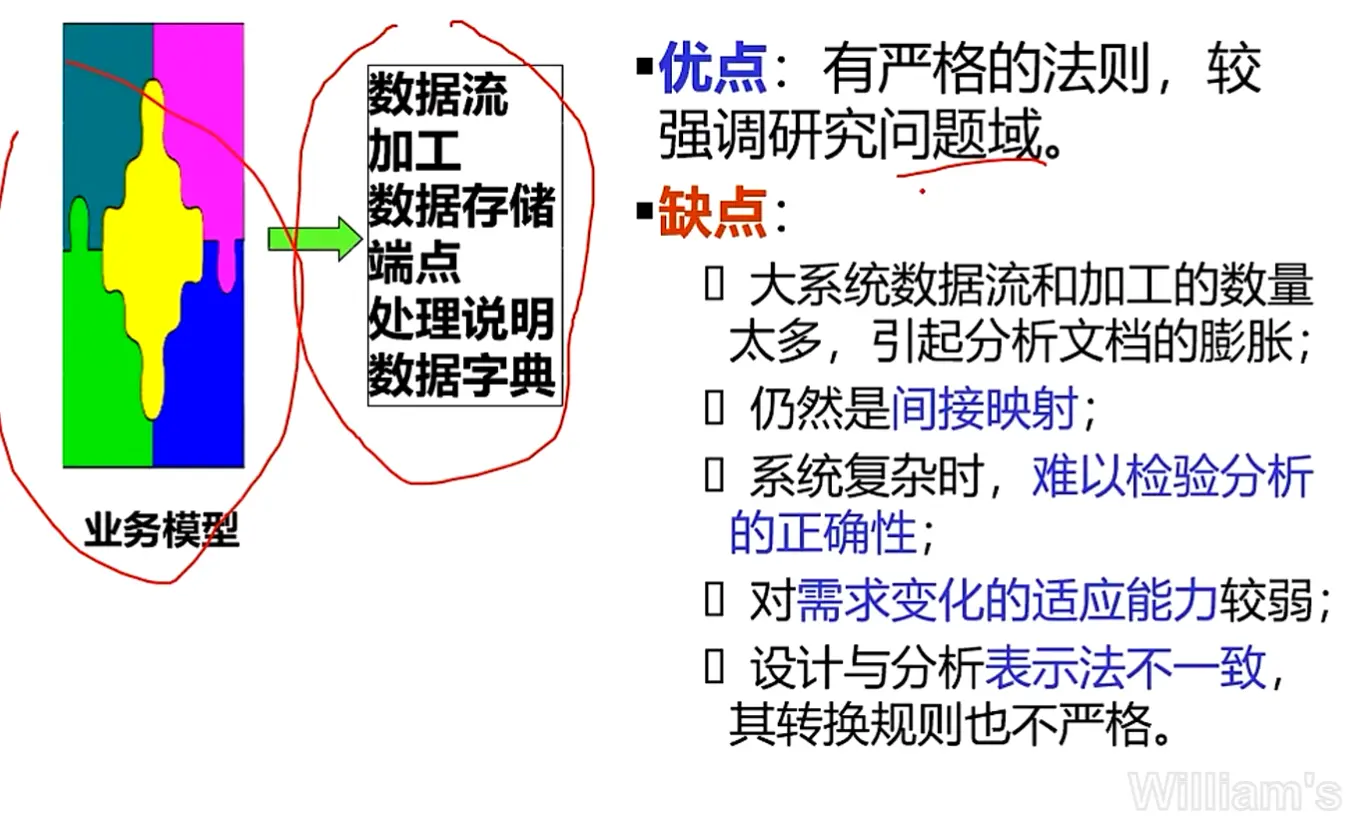 数据流
加工
数据存储
端点
处理说明
数据字典
业务模型
▪优点：有严格的法则，较
强调研究问题域。
▪缺点：
▯ 大系统数据流和加工的数量
太多，引起分析文档的膨胀；
▯ 仍然是间接映射；
▯ 系统复杂时，难以检验分析
的正确性；
▯ 对需求变化的适应能力较弱；
▯ 设计与分析表示法不一致，
其转换规则也不严格。
William's